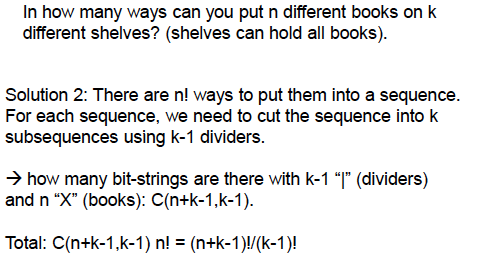 In how many ways can you put n different books on k
different shelves? (shelves can hold all books).
Solution 2: There are n! ways to put them into a sequence.
For each sequence, we need to cut the sequence into k
subsequences using k-1 dividers.
→ how many bit-strings are there with k-1 “|” (dividers)
and n “X” (books): C(n+k-1,k-1).
Total: C(n+k-1,k-1) n! = (n+k-1)!/(k-1)!